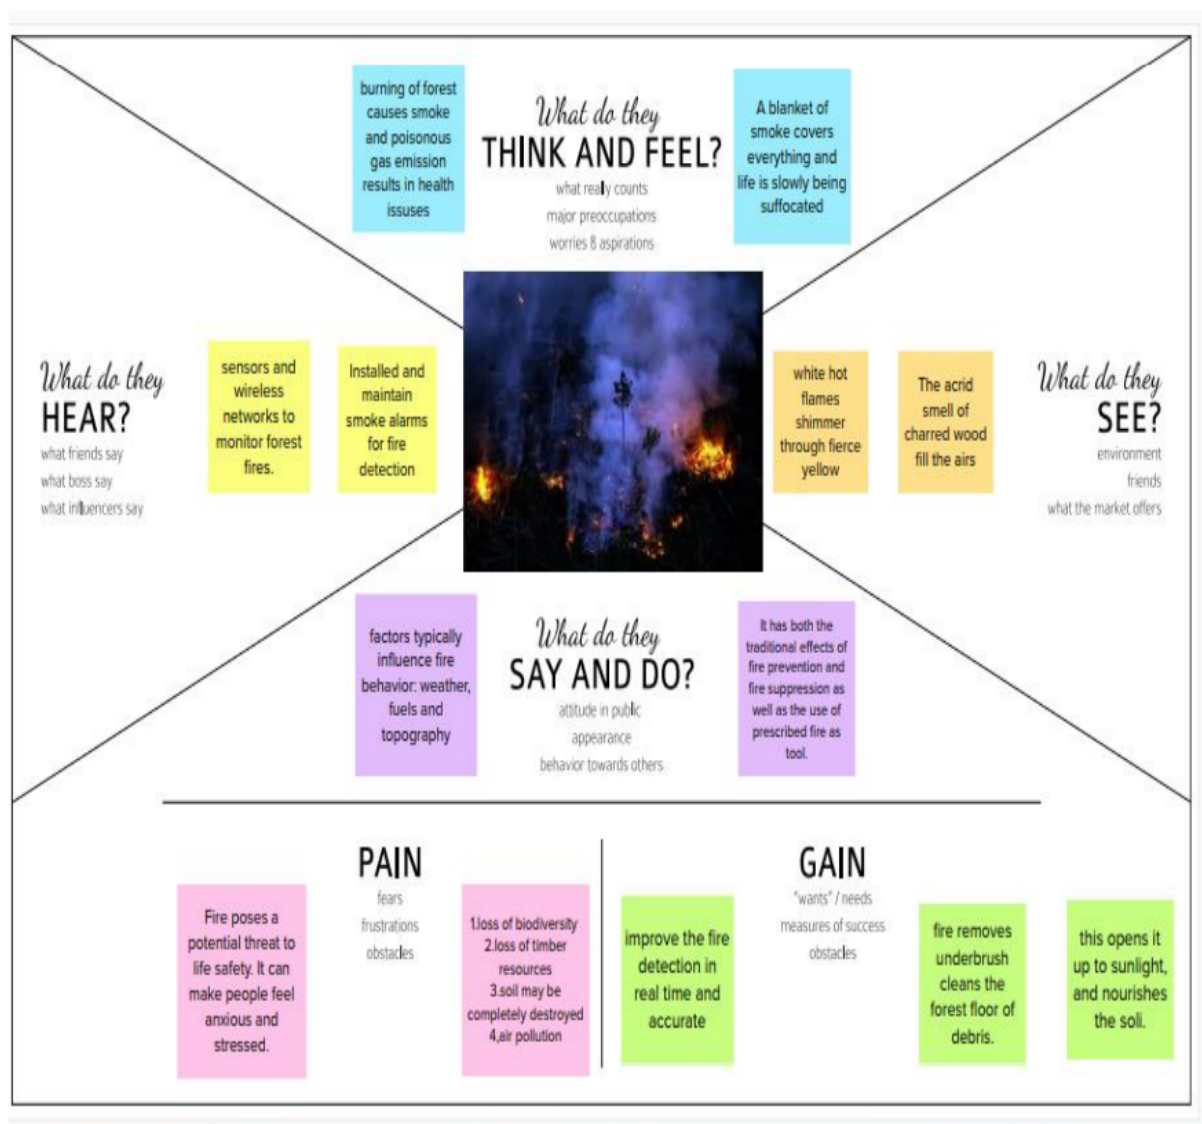 burning of forest
causes smoke
and poisonous
gas emission
results in health
issuses
What do they
THINK AND FEEL?
what really counts
major preoccupations
worries & aspirations
A blanket of
smoke covers
everything and
life is slowly being
suffocated
What do they
HEAR?
what friends say
what boss say
what influencers say
sensors and
wireless
networks to
monitor forest
fires.
Installed and
maintain
smoke alarms
for fire
detection
white hot
flames
shimmer
through fierce
yellow
The acrid
smell of
charred wood
fill the airs
What do they
SEE?
environment
friends
what the market offers
factors typically
influence fire
behavior: weather,
fuels and
topography
What do they
SAY AND DO?
attitude in public
appearance
behavior towards others
It has both the
traditional effects of
fire prevention and
fire suppression as
well as the use of
prescribed fire as
tool.
PAIN
fears
frustrations
obstacles
Fire poses a
potential threat to
life safety. It can
make people feel
anxious and
stressed.
1.loss of biodiversity
2.loss of timber
resources
3.soil may be
completely destroyed
4,air pollution
GAIN
"wants" / needs
measures of success
obstacles
improve the fire
detection in
real time and
accurate
fire removes
underbrush
cleans the
forest floor of
debris.
this opens it
up to sunlight,
and nourishes
the soli.